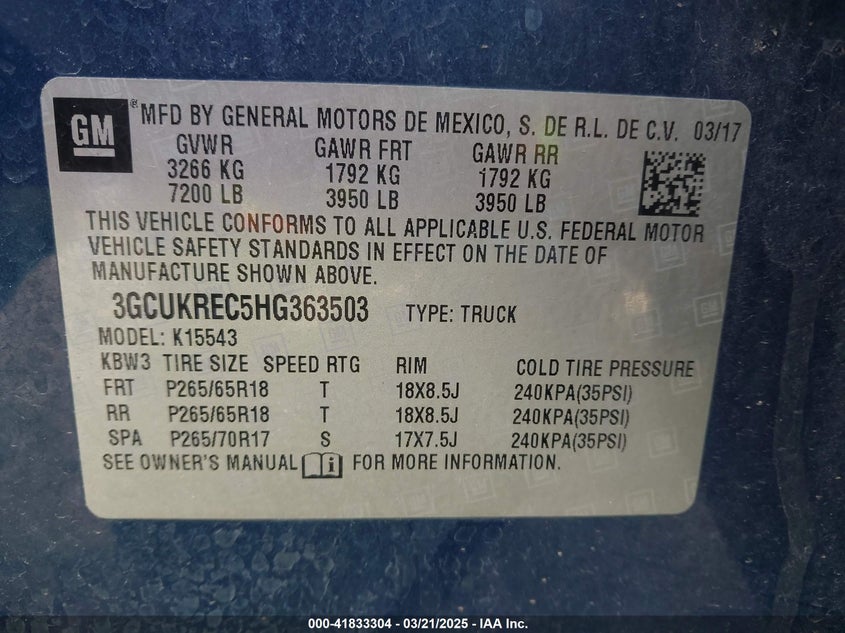 GM
® MFD BY GENERAL MOTORS DE MEXICO, S. DE R.L. DE C.V. 03/17
GVWR GAWR FRT GAWR RR
3266 KG 1792 KG 1792 KG
7200 LB 3950 LB 3950 LB
THIS VEHICLE CONFORMS TO ALL APPLICABLE U.S. FEDERAL MOTOR
VEHICLE SAFETY STANDARDS IN EFFECT ON THE DATE OF
MANUFACTURE SHOWN ABOVE.
3GCUKREC5HG363503 TYPE: TRUCK
MODEL: K15543
KBW3 TIRE SIZE SPEED RTG RIM COLD TIRE PRESSURE
FRT P265/65R18 T 18X8.5J 240KPA(35PSI)
RR P265/65R18 T 18X8.5J 240KPA(35PSI)
SPA P265/70R17 S 17X7.5J 240KPA(35PSI)
SEE OWNER'S MANUAL i FOR MORE INFORMATION.
000-41833304 - 03/21/2025 - IAA Inc.